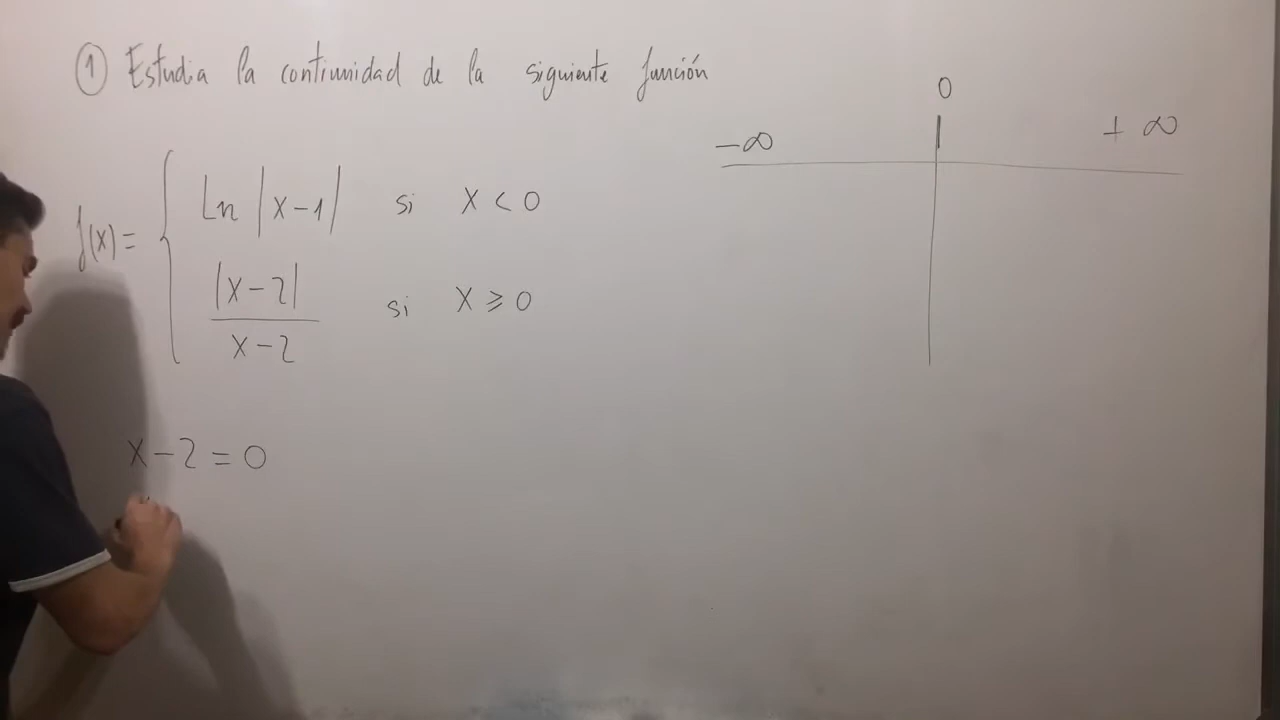 ① Estudia la continuidad de la siguiente función
f(x) = { Ln |x-1| si x < 0
|x-2| / x-2 si x ⩾ 0
x-2 = 0
0
-∞ + ∞